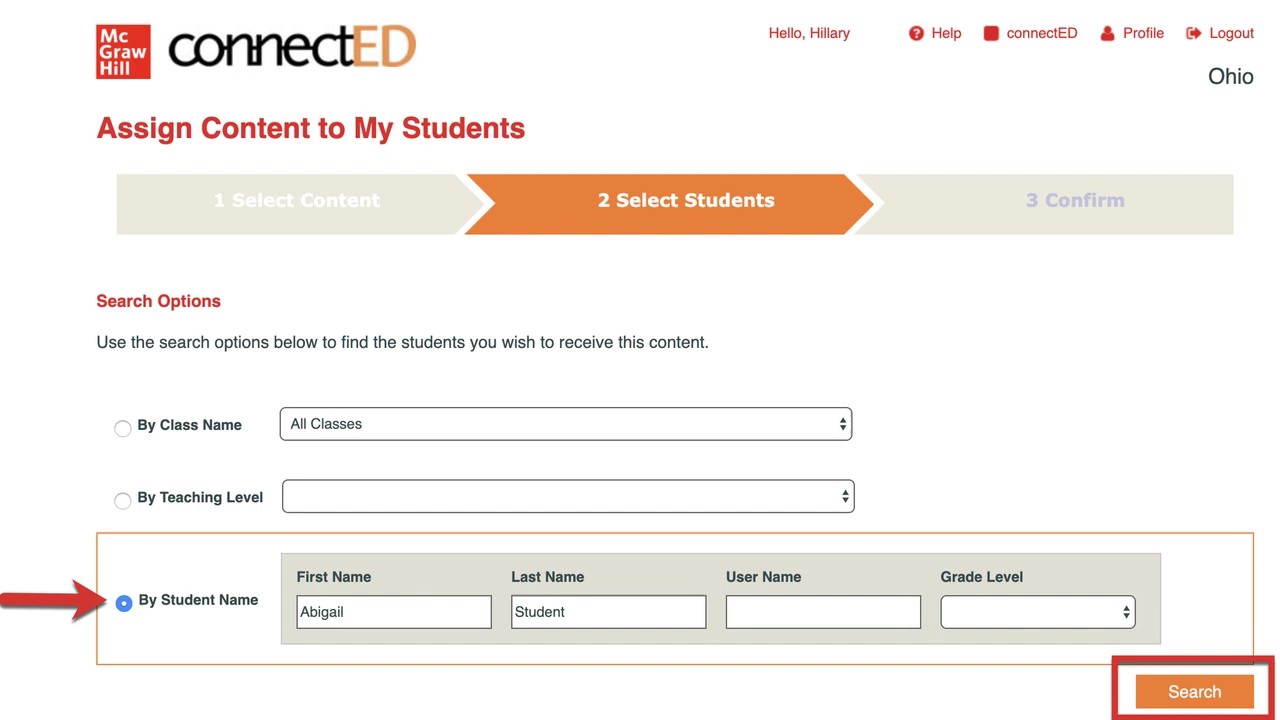 Mc
Graw
Hill
connectED
Hello, Hillary
Help
connectED
Profile
Logout
Ohio
Assign Content to My Students
1 Select Content
2 Select Students
3 Confirm
Search Options
Use the search options below to find the students you wish to receive this content.
By Class Name
All Classes
By Teaching Level
By Student Name
First Name
Last Name
User Name
Grade Level
Abigail
Student
Search